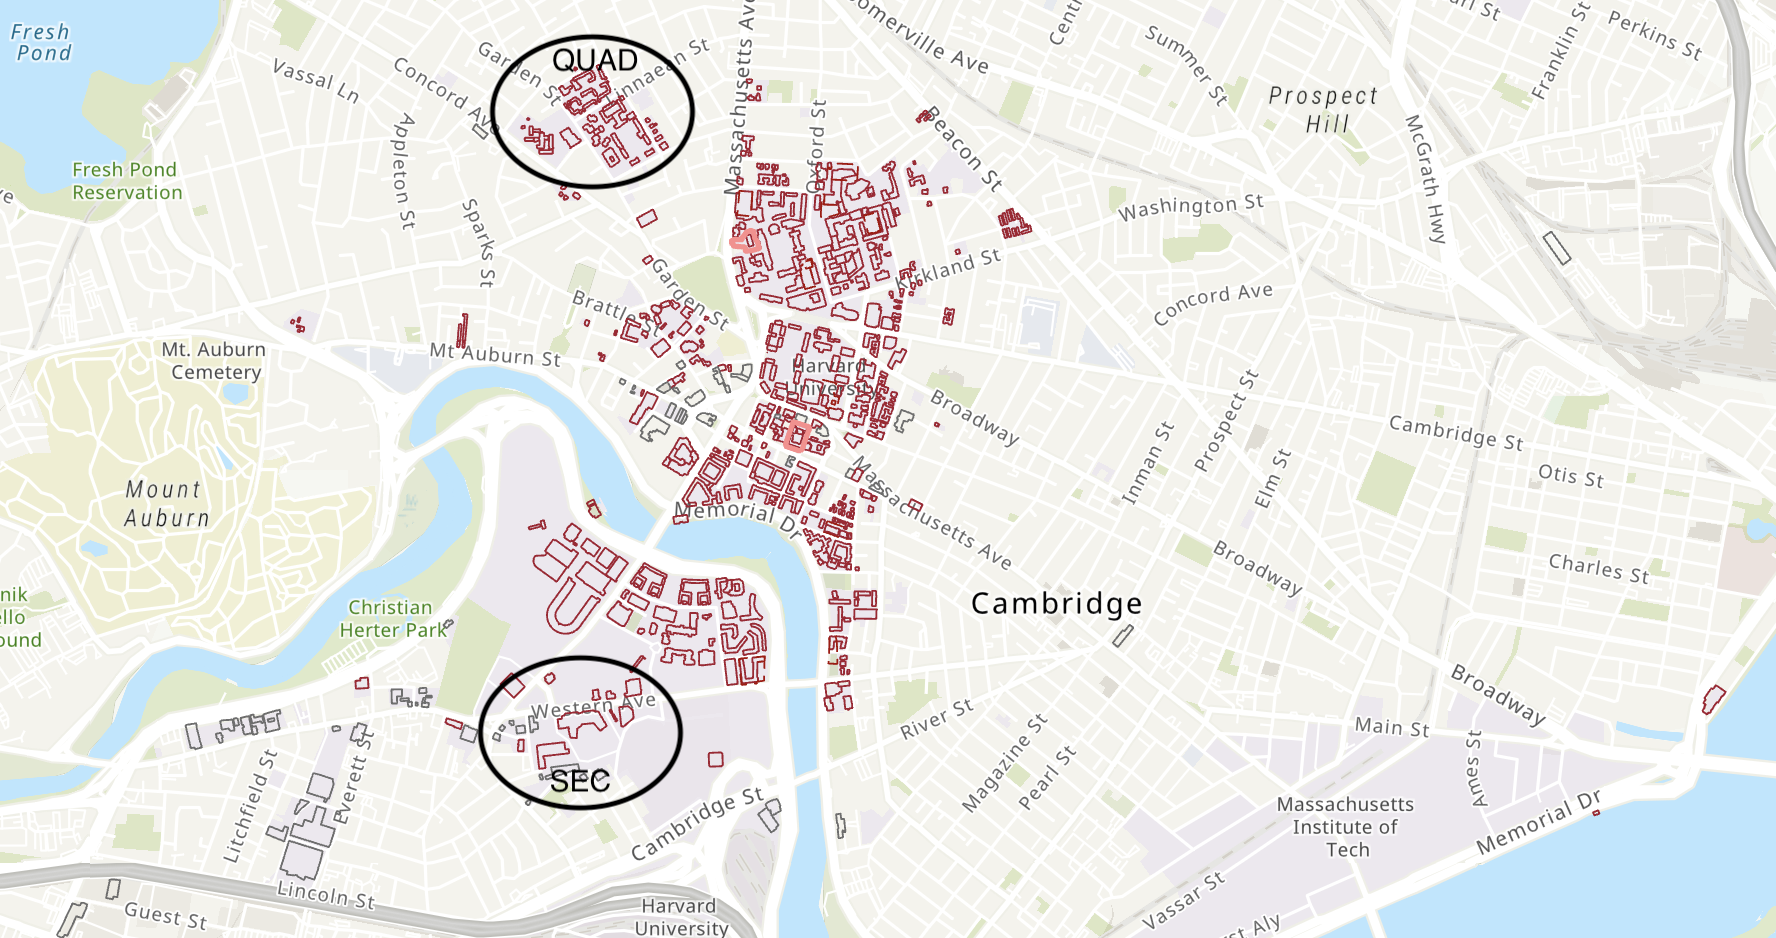 Fresh
Pond
Vassal Ln
Concord Ave
Garden St
QUAD
Linnaean St
Massachusetts Ave
Somerville Ave
Summer St
Franklin St
Perkins St
Prospect
Hill
McGrath Hwy
Fresh Pond
Reservation
Appleton St
Sparks St
Oxford St
Beacon St
Washington St
Kirkland St
Concord Ave
Garden St
Brattle St
Mt Auburn St
Mt. Auburn
Cemetery
Harvard
University
Broadway
Prospect St
Inman St
Elm St
Cambridge St
Otis St
Mount
Auburn
Memorial Dr
Massachusetts Ave
Broadway
Charles St
Cambridge
Christian
Herter Park
nik
ello
ound
Western Ave
SEC
River St
Magazine St
Pearl St
Broadway
Main St
Ames St
Massachusetts
Institute of
Tech
Memorial Dr
Vassar St
st Aly
Litchfield St
Everett St
Cambridge St
Lincoln St
Guest St
Harvard
University